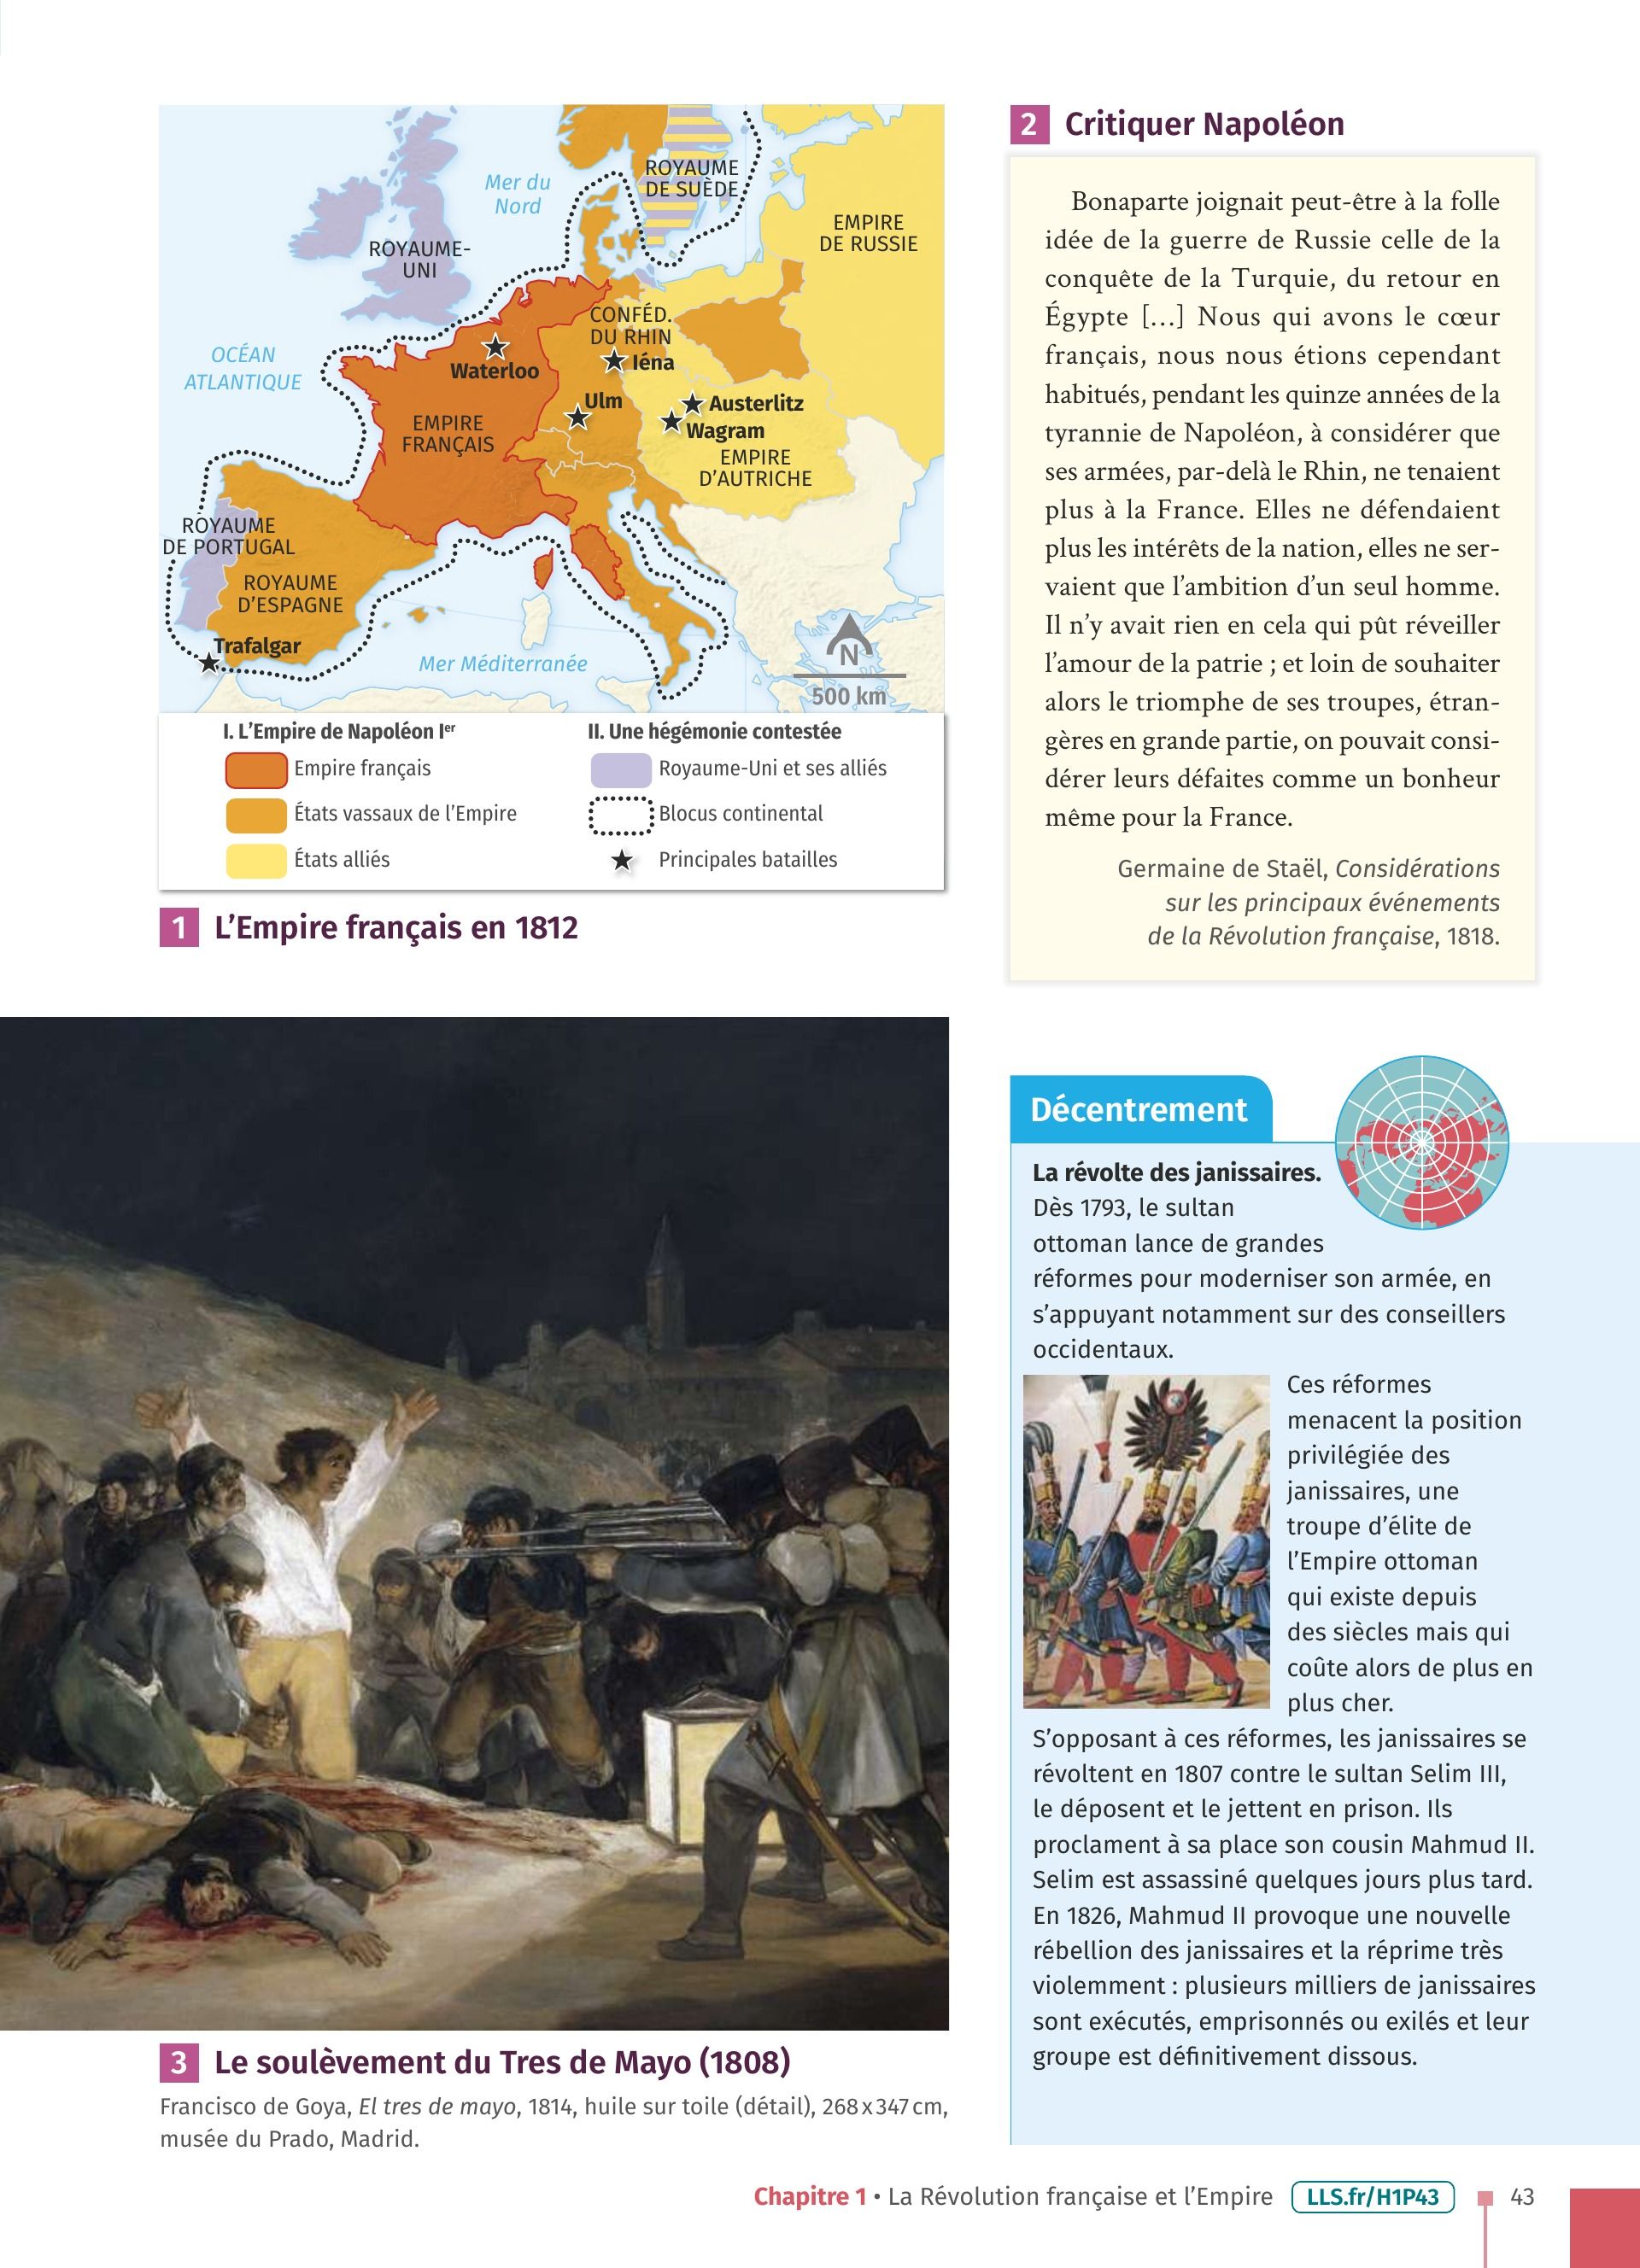 Mer du
Nord
ROYAUME
DE SUÈDE
EMPIRE
DE RUSSIE
ROYAUME-
UNI
OCÉAN
ATLANTIQUE
CONFÉD.
DU RHIN
Waterloo
Iéna
Ulm
Austerlitz
Wagram
EMPIRE
FRANÇAIS
EMPIRE
D'AUTRICHE
ROYAUME
DE PORTUGAL
ROYAUME
D'ESPAGNE
Trafalgar
Mer Méditerranée
N
500 km
I. L'Empire de Napoléon Ier
Empire français
États vassaux de l'Empire
États alliés
II. Une hégémonie contestée
Royaume-Uni et ses alliés
Blocus continental
Principales batailles
1 L'Empire français en 1812
2 Critiquer Napoléon
Bonaparte joignait peut-être à la folle
idée de la guerre de Russie celle de la
conquête de la Turquie, du retour en
Égypte [...] Nous qui avons le cœur
français, nous nous étions cependant
habitués, pendant les quinze années de la
tyrannie de Napoléon, à considérer que
ses armées, par-delà le Rhin, ne tenaient
plus à la France. Elles ne défendaient
plus les intérêts de la nation, elles ne ser-
vaient que l'ambition d'un seul homme.
Il n'y avait rien en cela qui pût réveiller
l'amour de la patrie ; et loin de souhaiter
alors le triomphe de ses troupes, étran-
gères en grande partie, on pouvait consi-
dérer leurs défaites comme un bonheur
même pour la France.
Germaine de Staël, Considérations
sur les principaux événements
de la Révolution française, 1818.
3 Le soulèvement du Tres de Mayo (1808)
Francisco de Goya, El tres de mayo, 1814, huile sur toile (détail), 268 x 347 cm,
musée du Prado, Madrid.
Décentrement
La révolte des janissaires.
Dès 1793, le sultan
ottoman lance de grandes
réformes pour moderniser son armée, en
s'appuyant notamment sur des conseillers
occidentaux.
Ces réformes
menacent la position
privilégiée des
janissaires, une
troupe d'élite de
l'Empire ottoman
qui existe depuis
des siècles mais qui
coûte alors de plus en
plus cher.
S'opposant à ces réformes, les janissaires se
révoltent en 1807 contre le sultan Selim III,
le déposent et le jettent en prison. Ils
proclament à sa place son cousin Mahmud II.
Selim est assassiné quelques jours plus tard.
En 1826, Mahmud II provoque une nouvelle
rébellion des janissaires et la réprime très
violemment : plusieurs milliers de janissaires
sont exécutés, emprisonnés ou exilés et leur
groupe est définitivement dissous.
Chapitre 1 • La Révolution française et l'Empire LLS.fr/H1P43 43